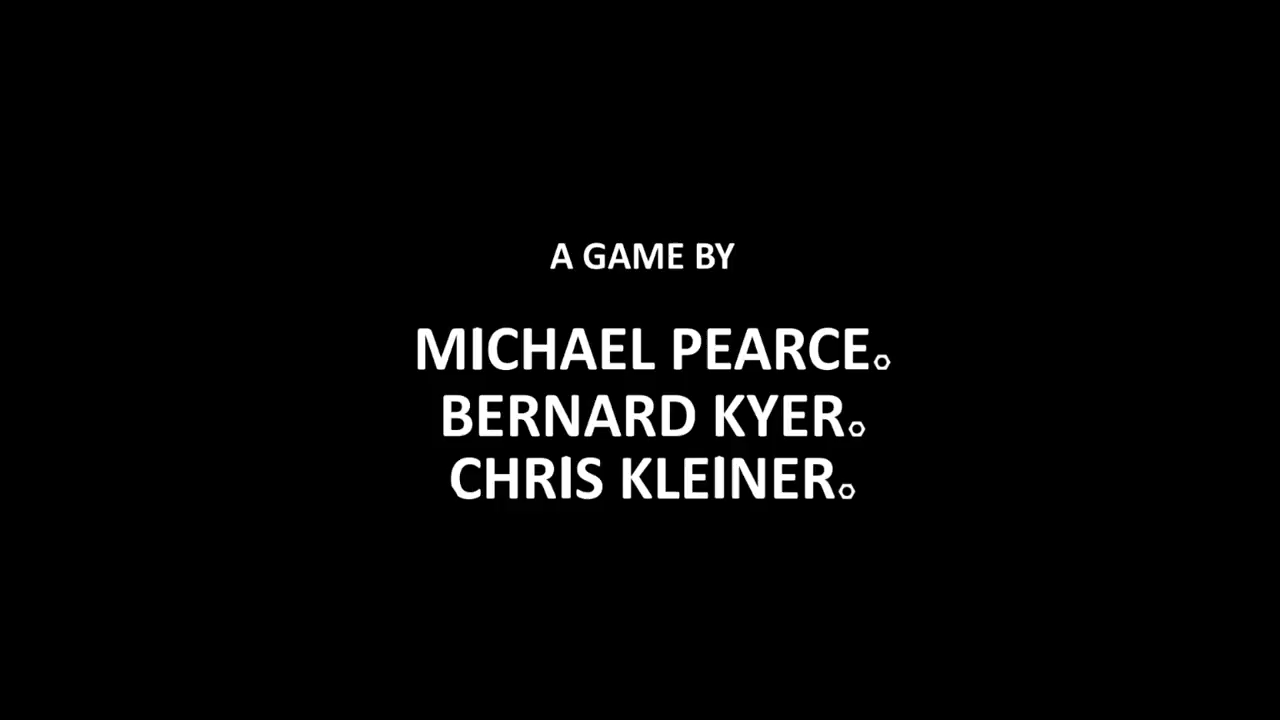 A GAME BY
MICHAEL PEARCE。
BERNARD KYER。
CHRIS KLEINER。